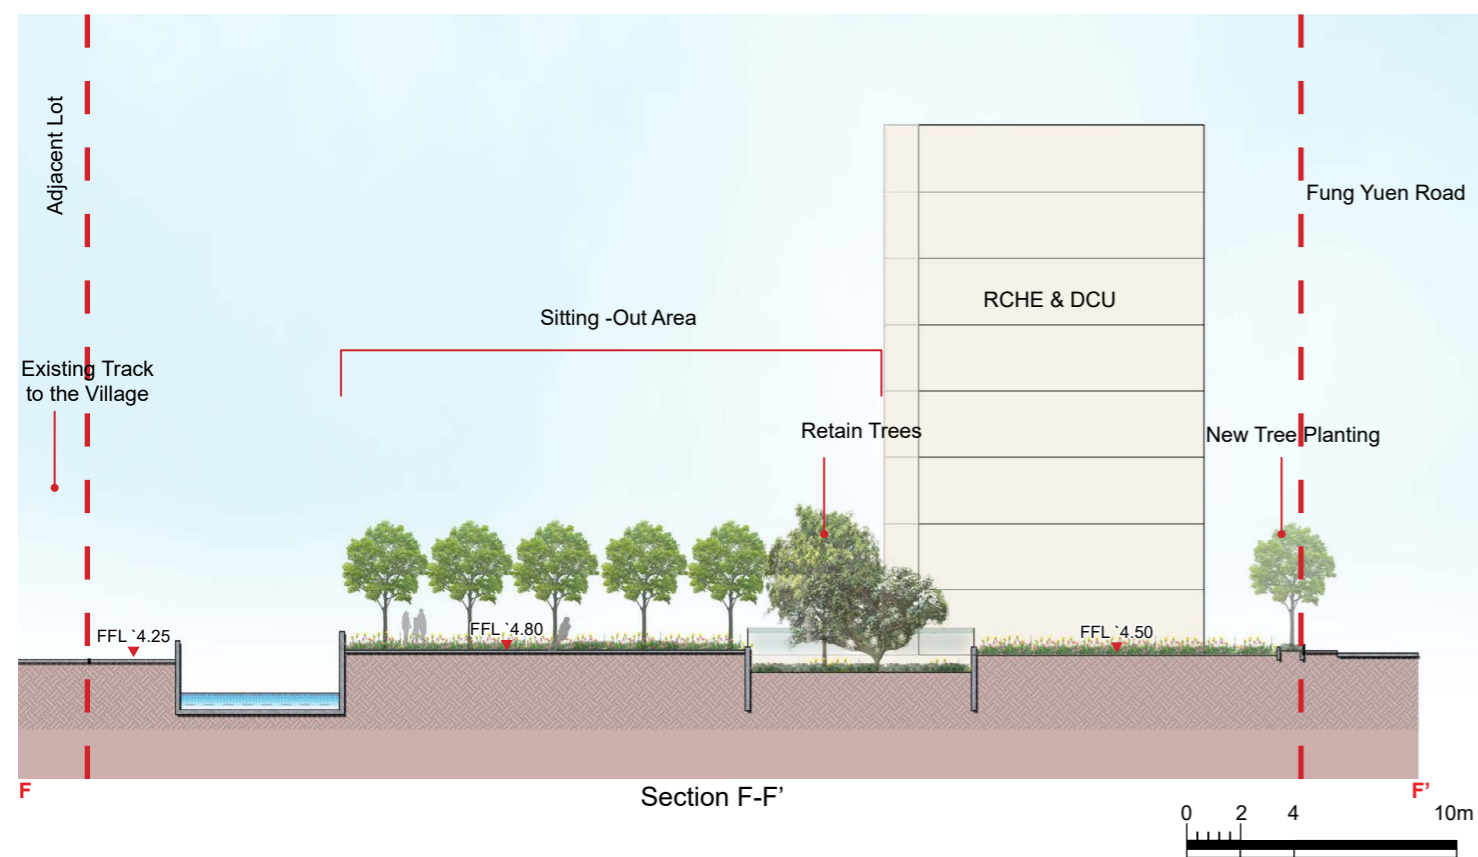 Adjacent Lot
Fung Yuen Road
RCHE & DCU
Sitting -Out Area
Existing Track
to the Village
Retain Trees
New Tree Planting
FFL `4.25
FFL `4.80
FFL `4.50
F
Section F-F’
F’
0 2 4 10m